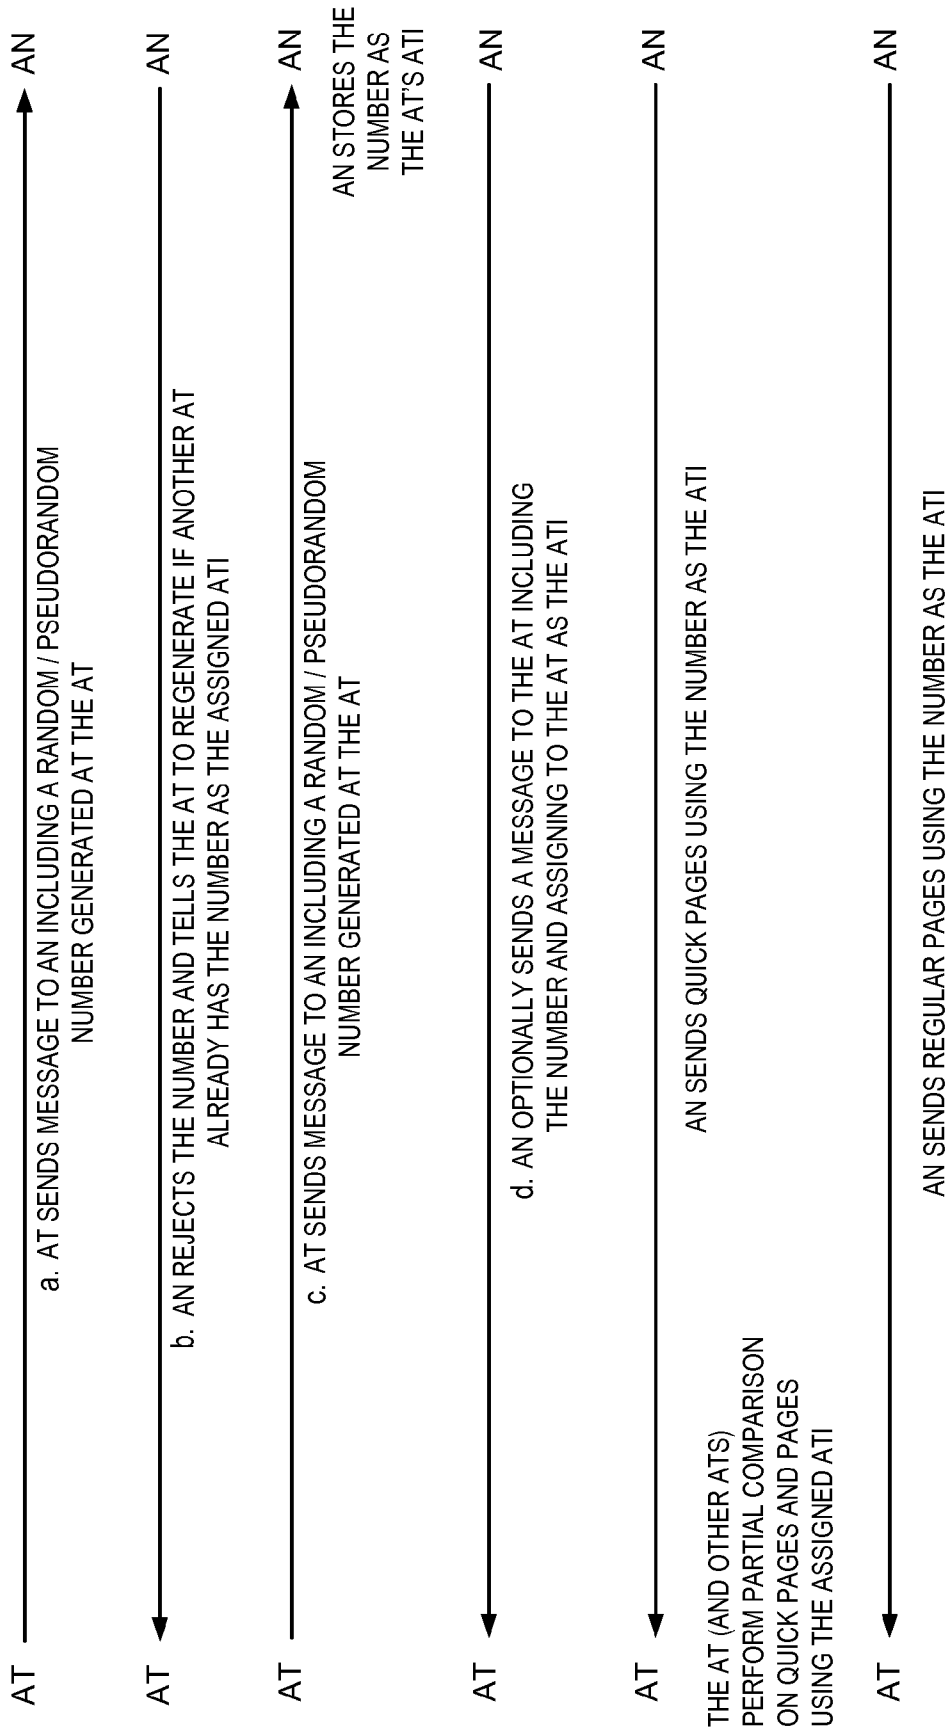 AT
AN
a. AT SENDS MESSAGE TO AN INCLUDING A RANDOM / PSEUDORANDOM
NUMBER GENERATED AT THE AT
AT
AN
b. AN REJECTS THE NUMBER AND TELLS THE AT TO REGENERATE IF ANOTHER AT
ALREADY HAS THE NUMBER AS THE ASSIGNED ATI
AT
AN
c. AT SENDS MESSAGE TO AN INCLUDING A RANDOM / PSEUDORANDOM
NUMBER GENERATED AT THE AT
AN STORES THE
NUMBER AS
THE AT'S ATI
AT
AN
d. AN OPTIONALLY SENDS A MESSAGE TO THE AT INCLUDING
THE NUMBER AND ASSIGNING TO THE AT AS THE ATI
AT
AN
AN SENDS QUICK PAGES USING THE NUMBER AS THE ATI
THE AT (AND OTHER ATS)
PERFORM PARTIAL COMPARISON
ON QUICK PAGES AND PAGES
USING THE ASSIGNED ATI
AT
AN
AN SENDS REGULAR PAGES USING THE NUMBER AS THE ATI